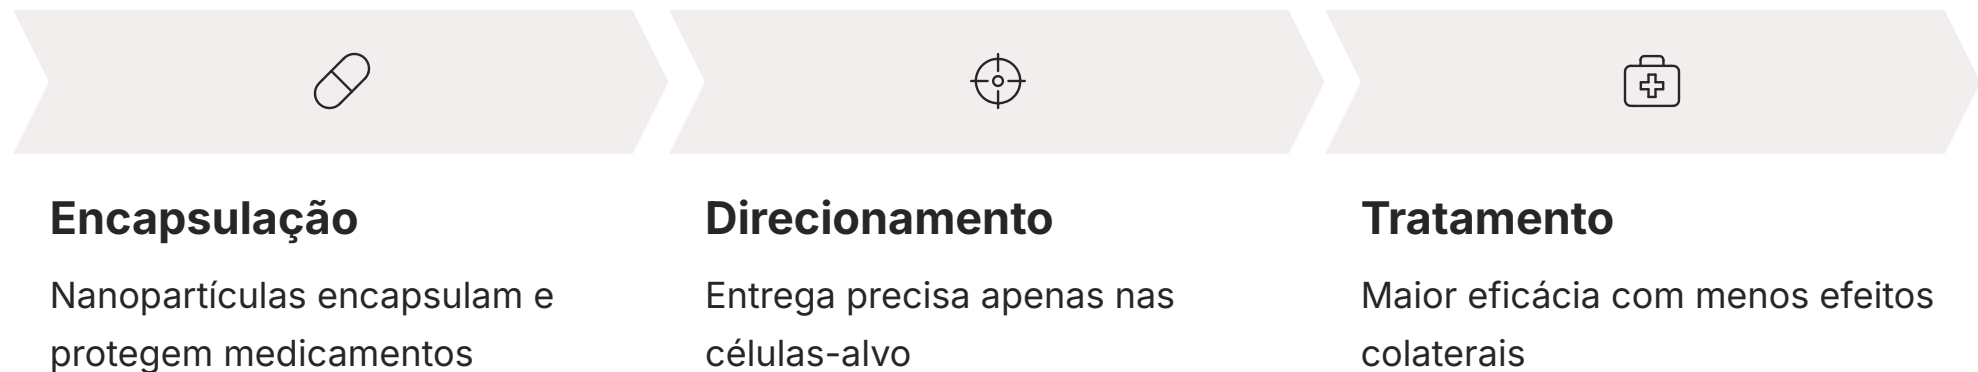 Encapsulação
Nanopartículas encapsulam e
protegem medicamentos
Direcionamento
Entrega precisa apenas nas
células-alvo
Tratamento
Maior eficácia com menos efeitos
colaterais